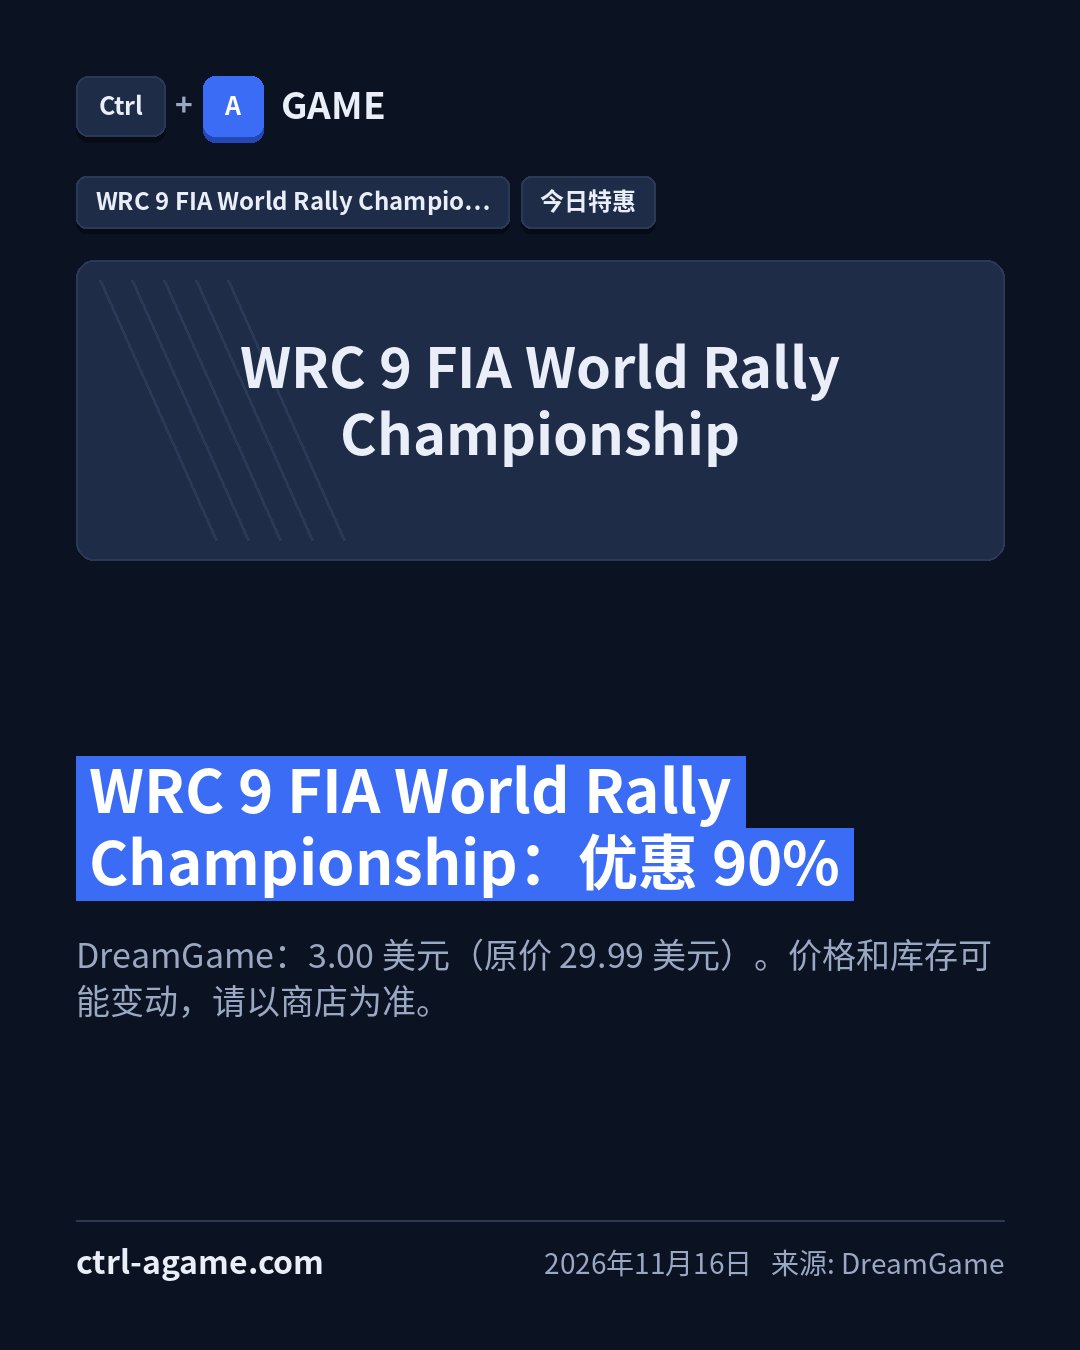 Ctrl + A GAME
WRC 9 FIA World Rally Champio... 今日特惠
WRC 9 FIA World Rally
Championship
WRC 9 FIA World Rally
Championship：优惠 90%
DreamGame：3.00 美元（原价 29.99 美元）。价格和库存可
能变动，请以商店为准。
ctrl-agame.com 2026年11月16日 来源: DreamGame